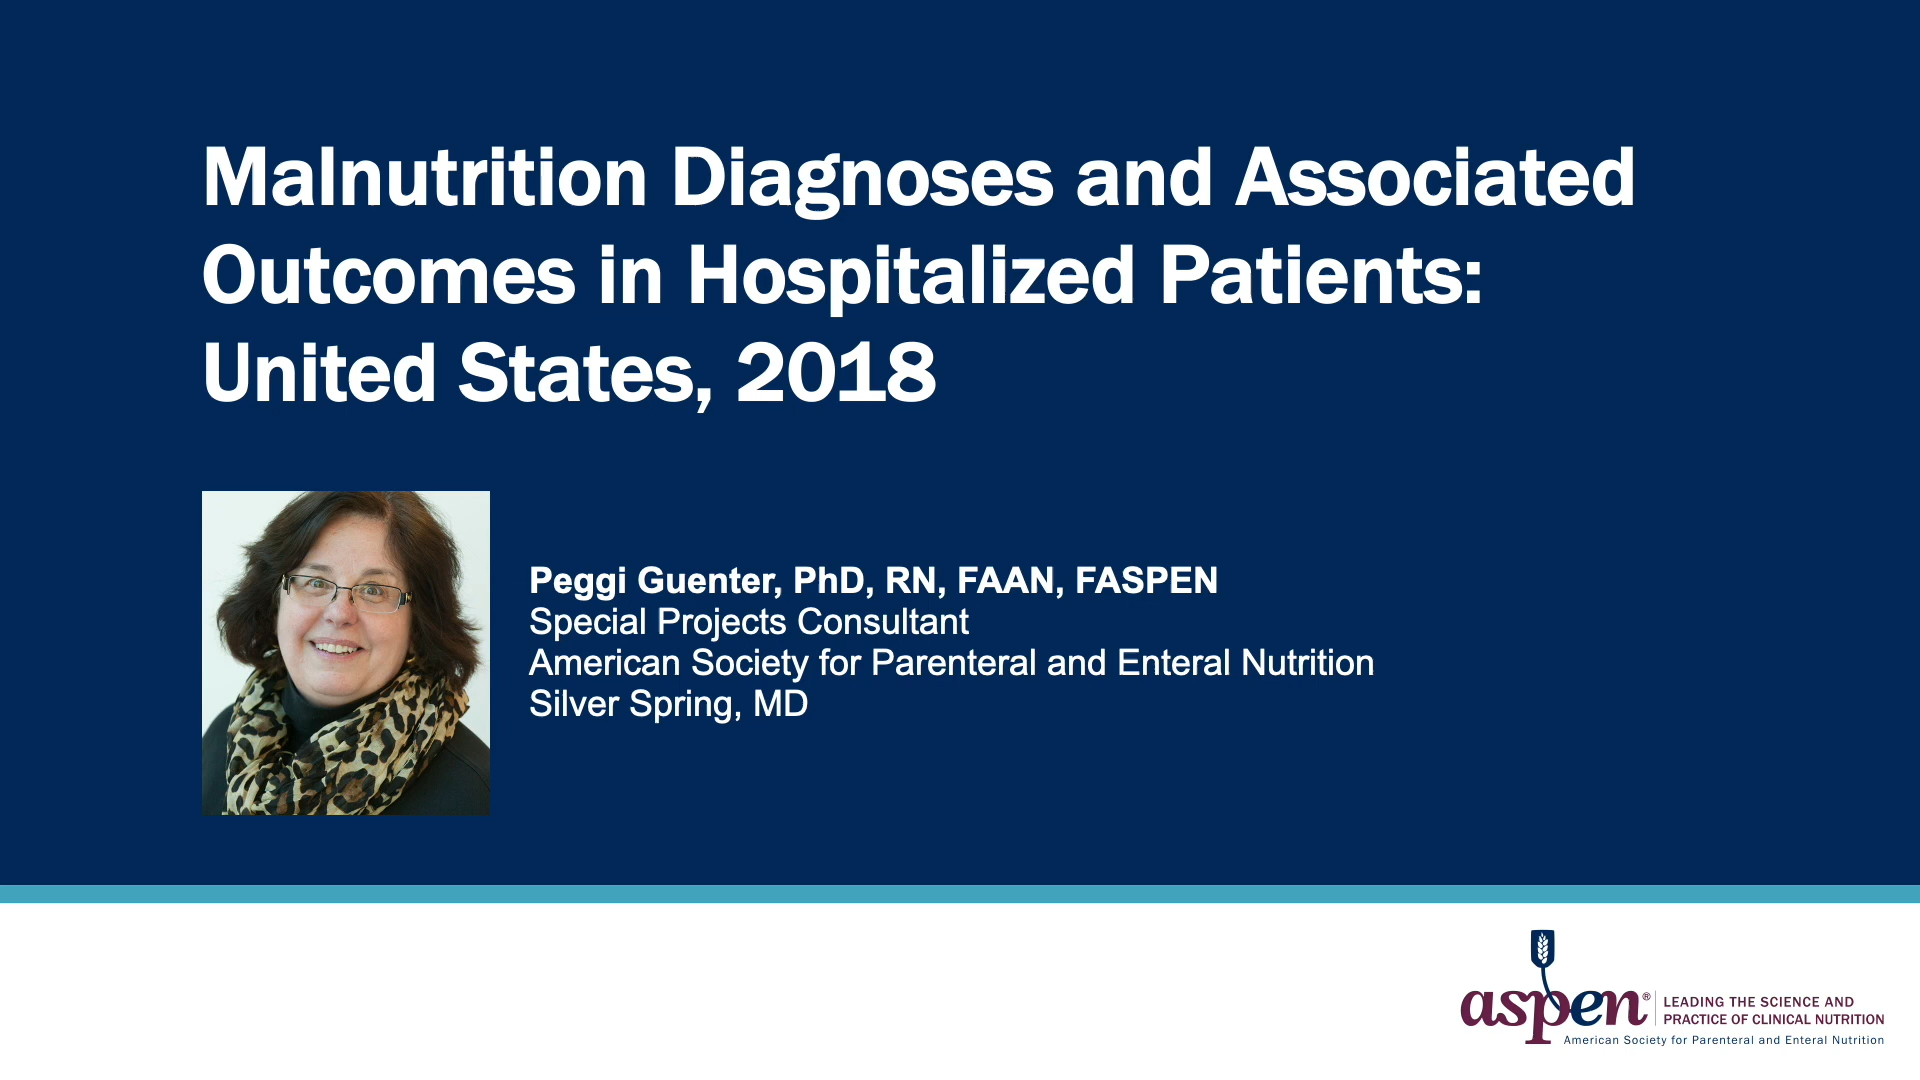 Malnutrition Diagnoses and Associated
Outcomes in Hospitalized Patients:
United States, 2018
Peggi Guenter, PhD, RN, FAAN, FASPEN
Special Projects Consultant
American Society for Parenteral and Enteral Nutrition
Silver Spring, MD
aspen®
LEADING THE SCIENCE AND
PRACTICE OF CLINICAL NUTRITION
American Society for Parenteral and Enteral Nutrition